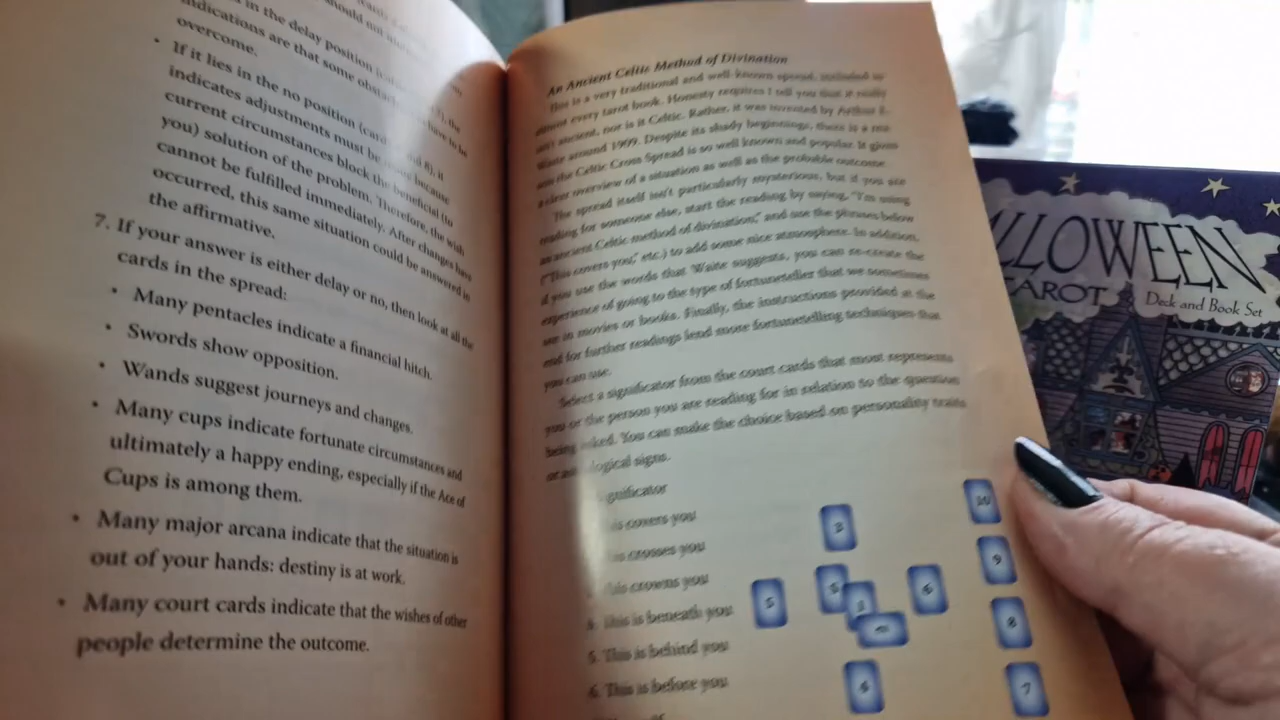 in the delay position
indications are that some
overcome.
• If it lies in the no position (card and 8), it
indicates adjustments must be because
current circumstances block the beneficial (to
you) solution of the problem. Therefore, the wish
cannot be fulfilled immediately. After changes have
occurred, this same situation could be answered in
the affirmative.
7. If your answer is either delay or no, then look at all the
cards in the spread:
• Many pentacles indicate a financial hitch.
• Swords show opposition.
• Wands suggest journeys and changes.
• Many cups indicate fortunate circumstances and
ultimately a happy ending, especially if the Ace of
Cups is among them.
• Many major arcana indicate that the situation is
out of your hands: destiny is at work.
• Many court cards indicate that the wishes of other
people determine the outcome.
An Ancient Celtic Method of Divination
This is a very traditional and well-known spread, included in
almost every tarot book. Honesty requires I tell you that it really
isn't ancient, nor is it Celtic. Rather, it was invented by Arthur E.
Waite around 1909. Despite its shady beginnings, there is a rea-
son the Celtic Cross Spread is so well known and popular. It gives
a clear overview of a situation as well as the probable outcome.
The spread itself isn't particularly mysterious, but if you are
reading for someone else, start the reading by saying, "I'm using
an ancient Celtic method of divination," and use the phrases below
("This covers you," etc.) to add some nice atmosphere. In addition,
if you use the words that Waite suggests, you can re-create the
experience of going to the type of fortuneteller that we sometimes
see in movies or books. Finally, the instructions provided at the
end for further readings lend more fortunetelling techniques that
you can use.
Select a significator from the court cards that most represents
you or the person you are reading for in relation to the question
being asked. You can make the choice based on personality traits
or logical signs.
gnificator
is covers you
is crosses you
his crowns you
4. This is beneath you
5. This is behind you
6. This is before you
3
10
9
5
6
8
4
7
LLOWEEN
TAROT
Deck and Book Set